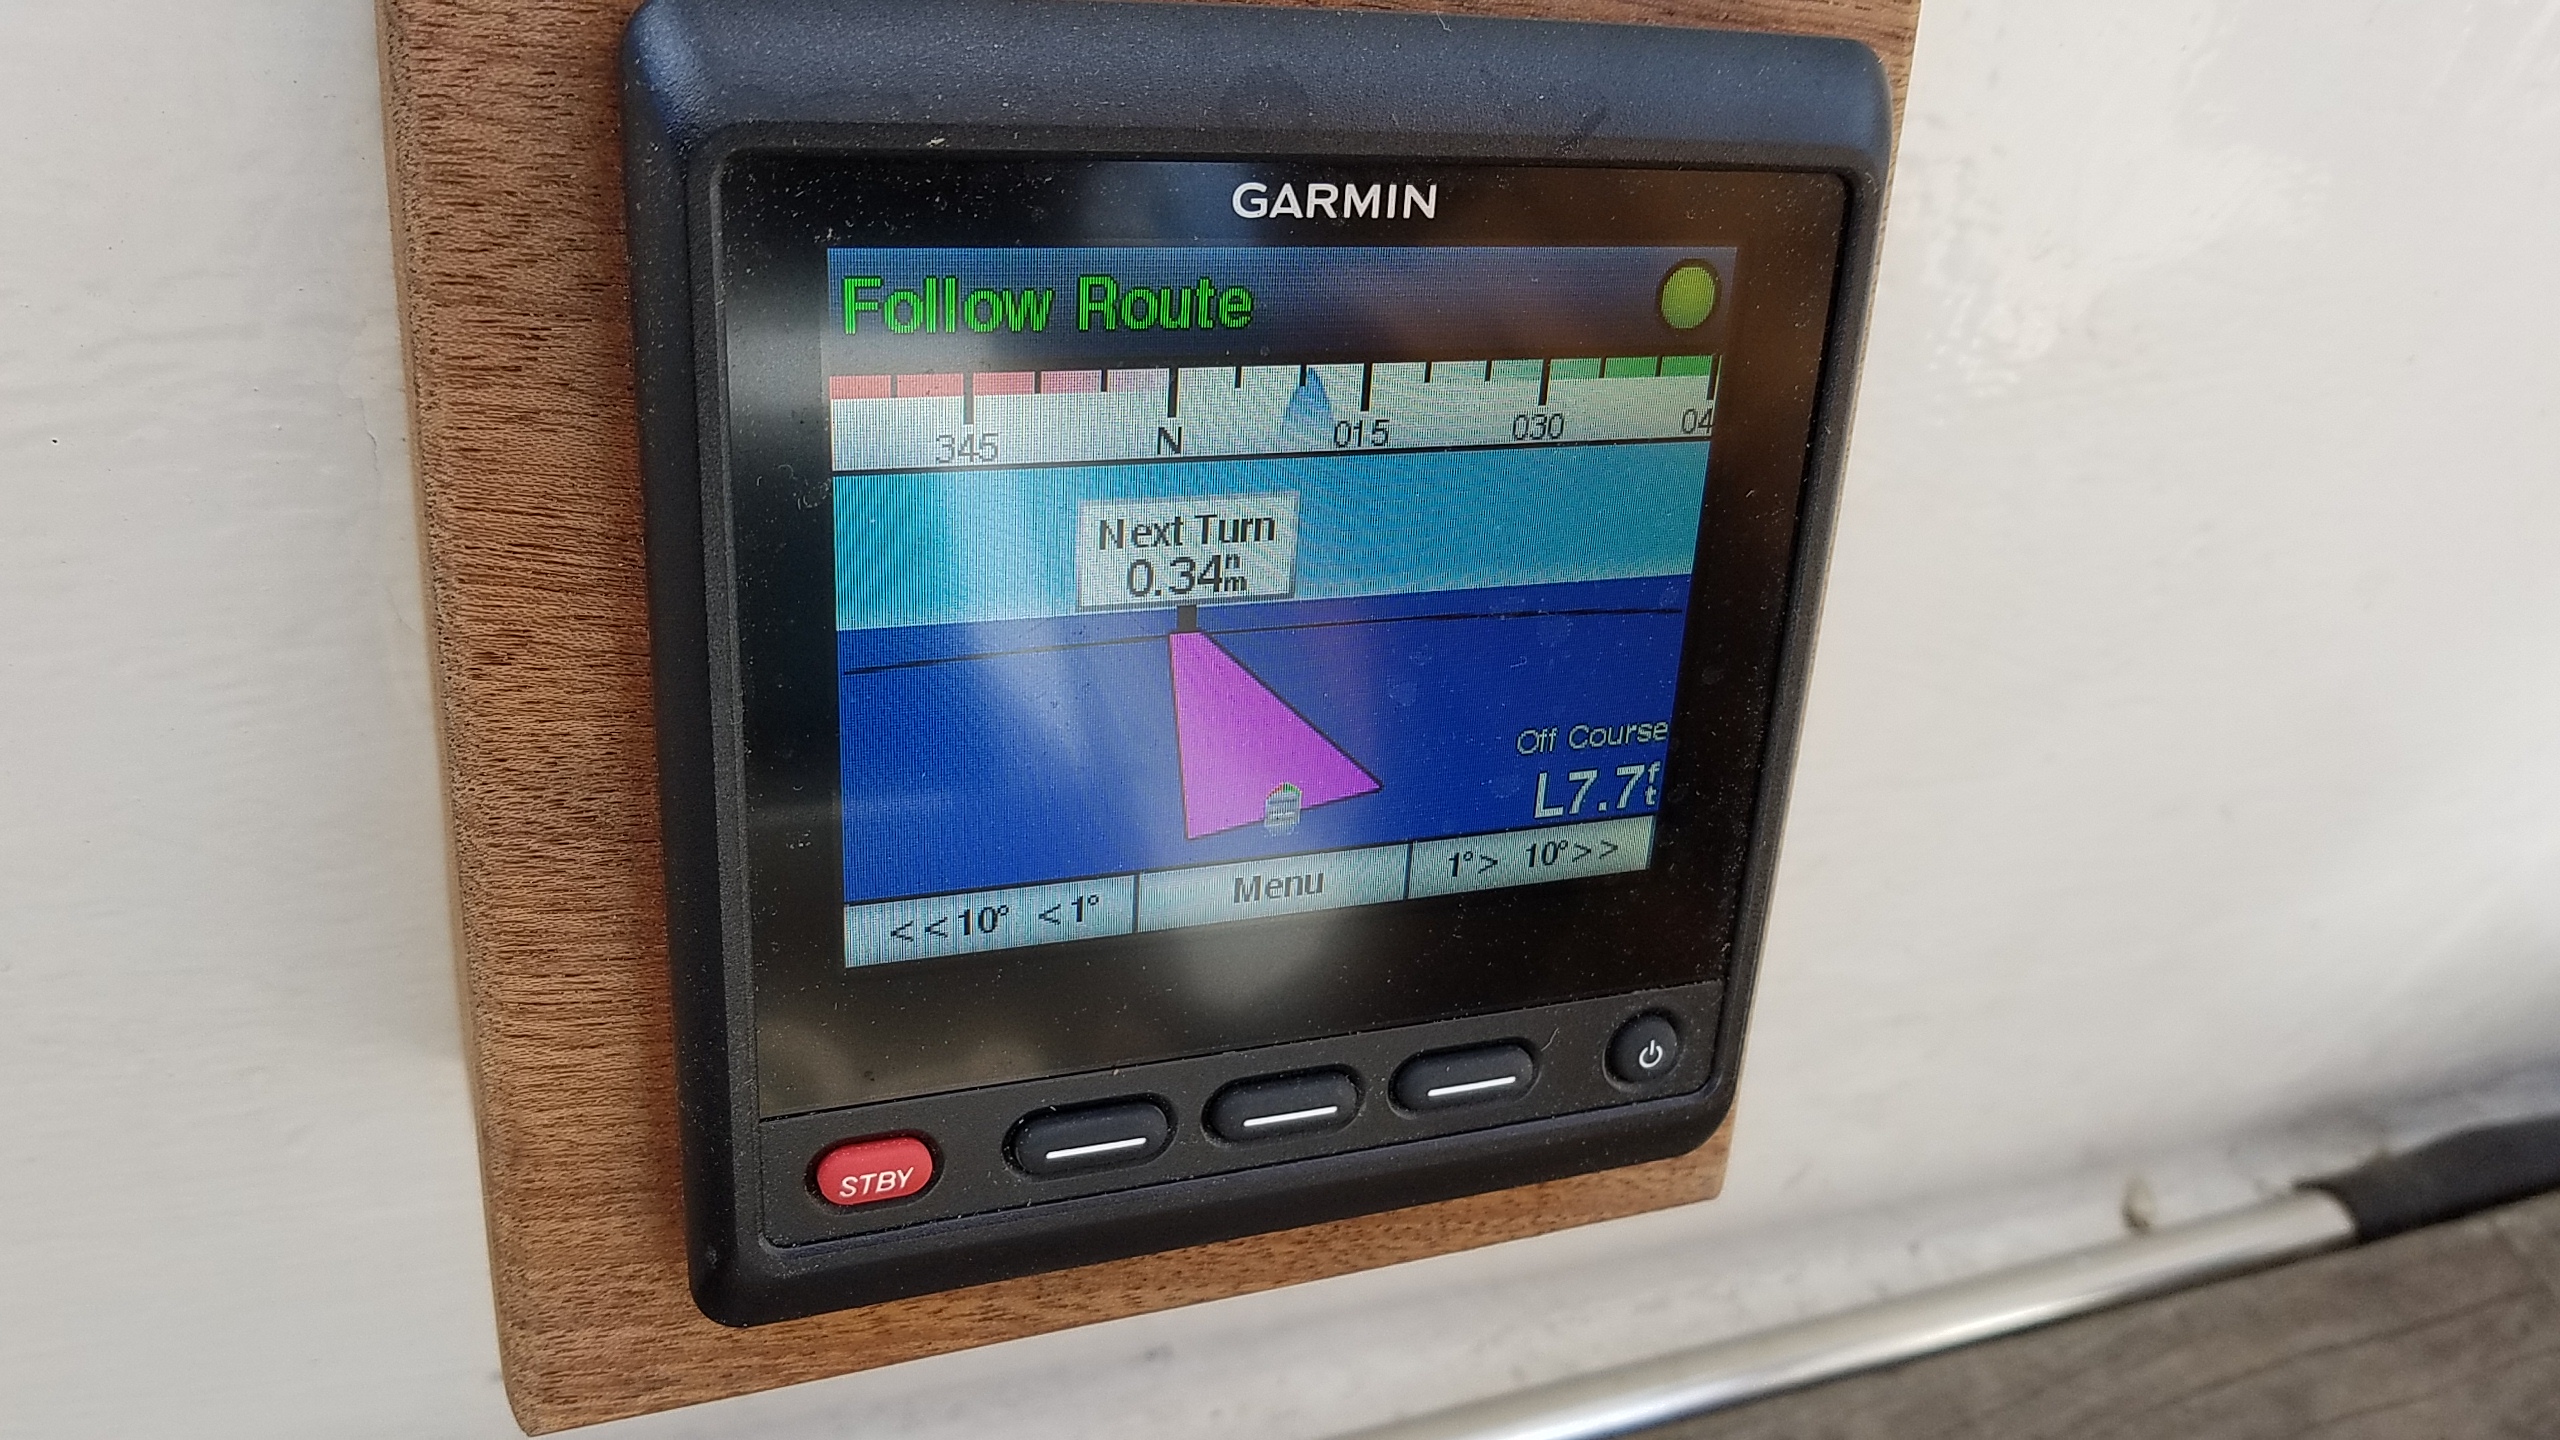 GARMIN
Follow Route
345 N 015 030 04
Next Turn
0.34nm
Off Course
L7.7ft
<<10° <1° Menu 1°> 10°>>
STBY